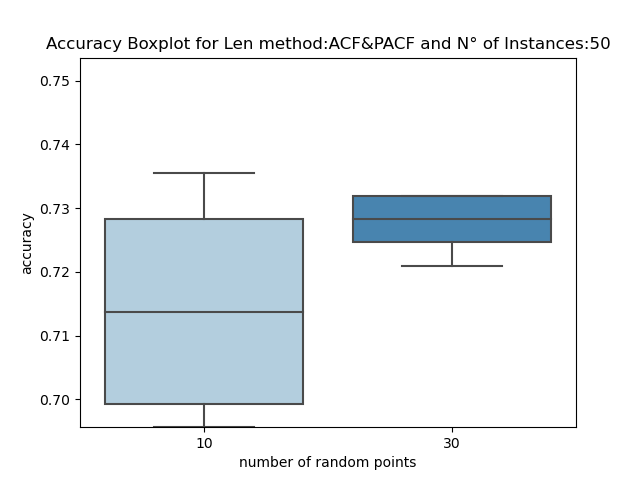 Accuracy Boxplot for Len method:ACF&PACF and N° of Instances:50
0.75
0.74
0.73
0.72
0.71
0.70
accuracy
10
30
number of random points